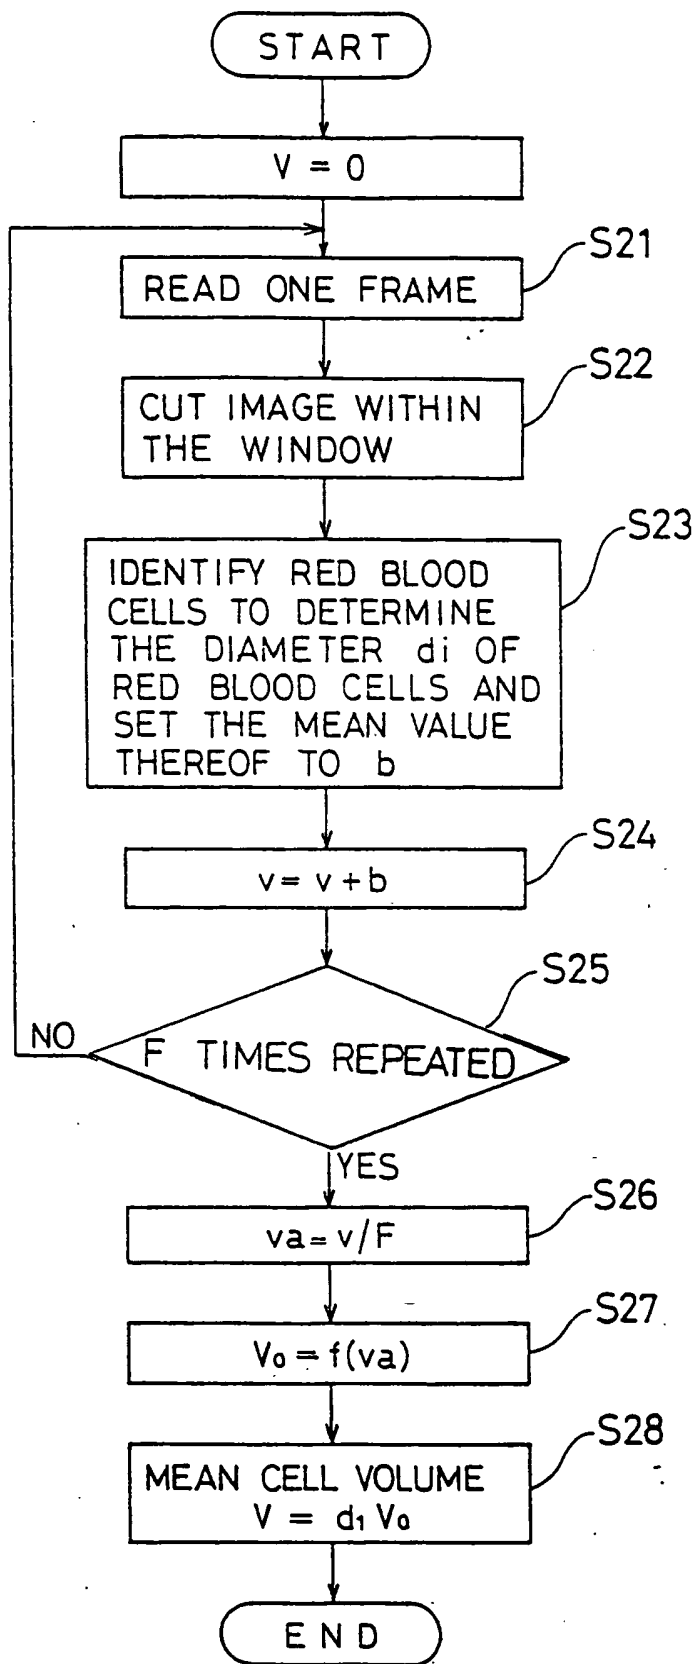 START
V = 0
S21
READ ONE FRAME
S22
CUT IMAGE WITHIN
THE WINDOW
S23
IDENTIFY RED BLOOD
CELLS TO DETERMINE
THE DIAMETER di OF
RED BLOOD CELLS AND
SET THE MEAN VALUE
THEREOF TO b
S24
v = v + b
S25
NO
F TIMES REPEATED
YES
S26
va = v/F
S27
V₀ = f(va)
S28
MEAN CELL VOLUME
V = d₁ V₀
END